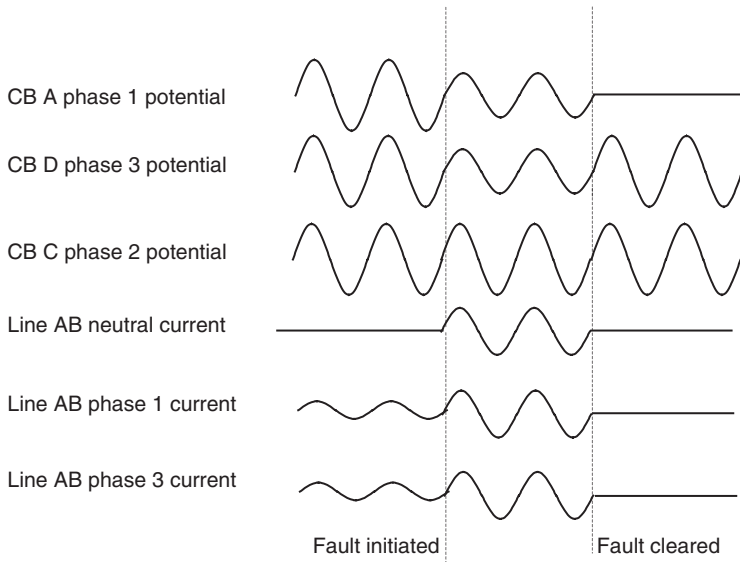 CB A phase 1 potential
CB D phase 3 potential
CB C phase 2 potential
Line AB neutral current
Line AB phase 1 current
Line AB phase 3 current
Fault initiated
Fault cleared